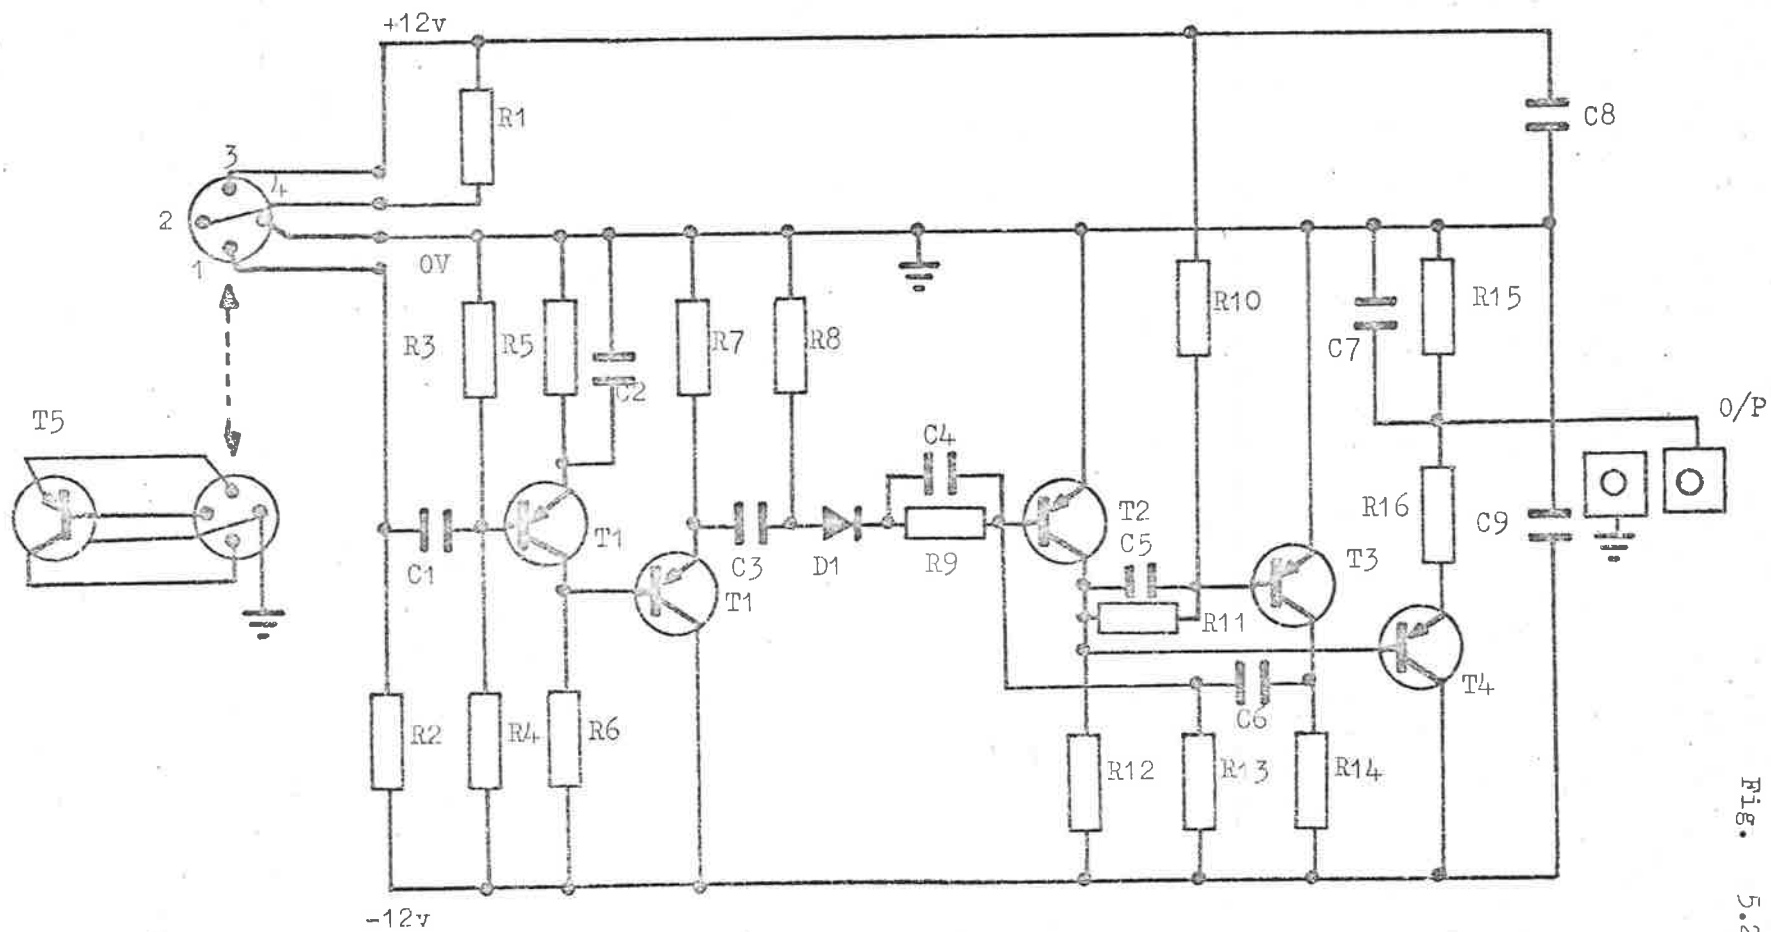 +12v
R1
C8
3
4
2
1
0V
R10
R15
R3
R5
R7
R8
C7
C2
T5
O/P
C4
R16
C9
T2
T1
C5
T3
C1
C3
D1
R9
T1
R11
T4
C6
R2
R4
R6
R12
R13
R14
-12v
Fig. 5.2